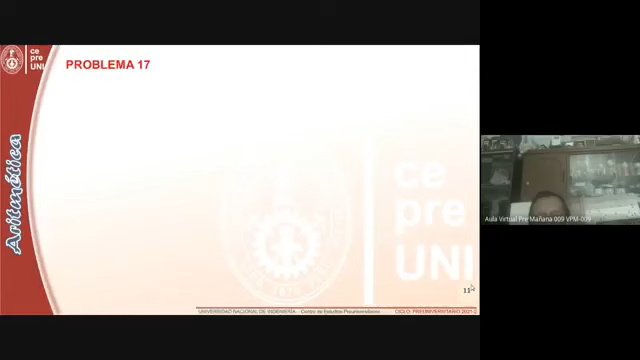 ce
pre
UNI
PROBLEMA 17
Aritmética
ce
pre
UNI
Aula Virtual Pre Mañana 009 VPM-009
11
UNIVERSIDAD NACIONAL DE INGENIERÍA - Centro de Estudios Preuniversitarios CICLO PREUNIVERSITARIO 2021-2